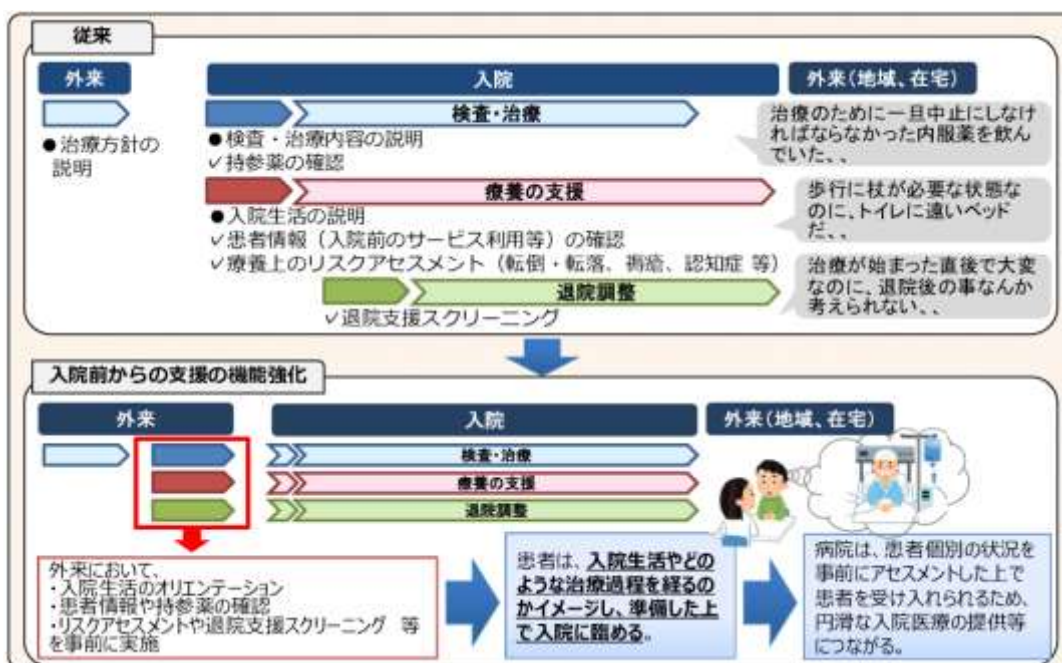 従来
外来
入院
外来（地域、在宅）
検査・治療
●治療方針の
説明
●検査・治療内容の説明
✓持参薬の確認
治療のために一旦中止にしなけ
ればならなかった内服薬を飲ん
でいた、、
療養の支援
●入院生活の説明
✓患者情報（入院前のサービス利用等）の確認
✓療養上のリスクアセスメント（転倒・転落、褥瘡、認知症 等）
歩行に杖が必要な状態な
のに、トイレに遠いベッド
だ、、
退院調整
✓退院支援スクリーニング
治療が始まった直後で大変
なのに、退院後の事なんか
考えられない、、
入院前からの支援の機能強化
外来
入院
外来（地域、在宅）
検査・治療
療養の支援
退院調整
外来において、
・入院生活のオリエンテーション
・患者情報や持参薬の確認
・リスクアセスメントや退院支援スクリーニング 等
を事前に実施
患者は、入院生活やどの
ような治療過程を経るの
かイメージし、準備した上
で入院に臨める。
病院は、患者個別の状況を
事前にアセスメントした上で
患者を受け入れられるため、
円滑な入院医療の提供等
につながる。